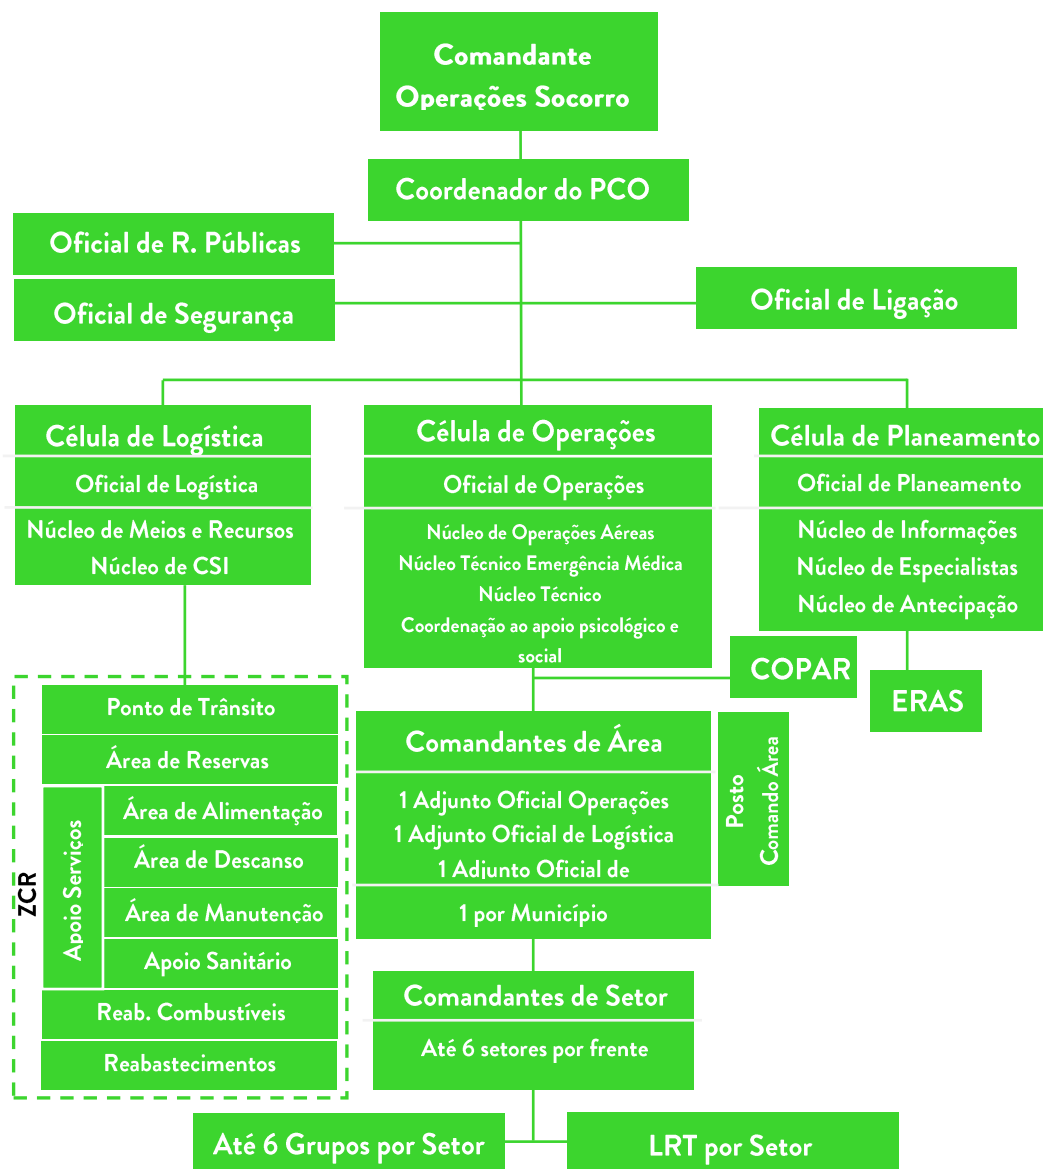 Comandante
Operações Socorro
Coordenador do PCO
Oficial de R. Públicas
Oficial de Segurança
Oficial de Ligação
Célula de Logística
Oficial de Logística
Núcleo de Meios e Recursos
Núcleo de CSI
Célula de Operações
Oficial de Operações
Núcleo de Operações Aéreas
Núcleo Técnico Emergência Médica
Núcleo Técnico
Coordenação ao apoio psicológico e
social
Célula de Planeamento
Oficial de Planeamento
Núcleo de Informações
Núcleo de Especialistas
Núcleo de Antecipação
COPAR
ERAS
ZCR
Ponto de Trânsito
Área de Reservas
Apoio Serviços
Área de Alimentação
Área de Descanso
Área de Manutenção
Apoio Sanitário
Reab. Combustíveis
Reabastecimentos
Comandantes de Área
1 Adjunto Oficial Operações
1 Adjunto Oficial de Logística
1 Adjunto Oficial de
1 por Município
Posto
Comando Área
Comandantes de Setor
Até 6 setores por frente
Até 6 Grupos por Setor
LRT por Setor